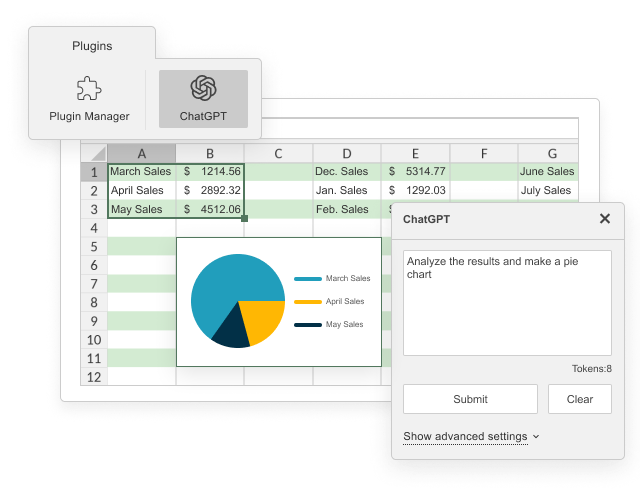 Plugins
Plugin Manager
ChatGPT
A B C D E F G
1 March Sales $ 1214.56 Dec. Sales $ 5314.77 June Sales
2 April Sales $ 2892.32 Jan. Sales $ 1292.03 July Sales
3 May Sales $ 4512.06 Feb. Sales
4
5
6
7
8
9
10
11
12
March Sales
April Sales
May Sales
ChatGPT
Analyze the results and make a pie
chart
Tokens:8
Submit
Clear
Show advanced settings